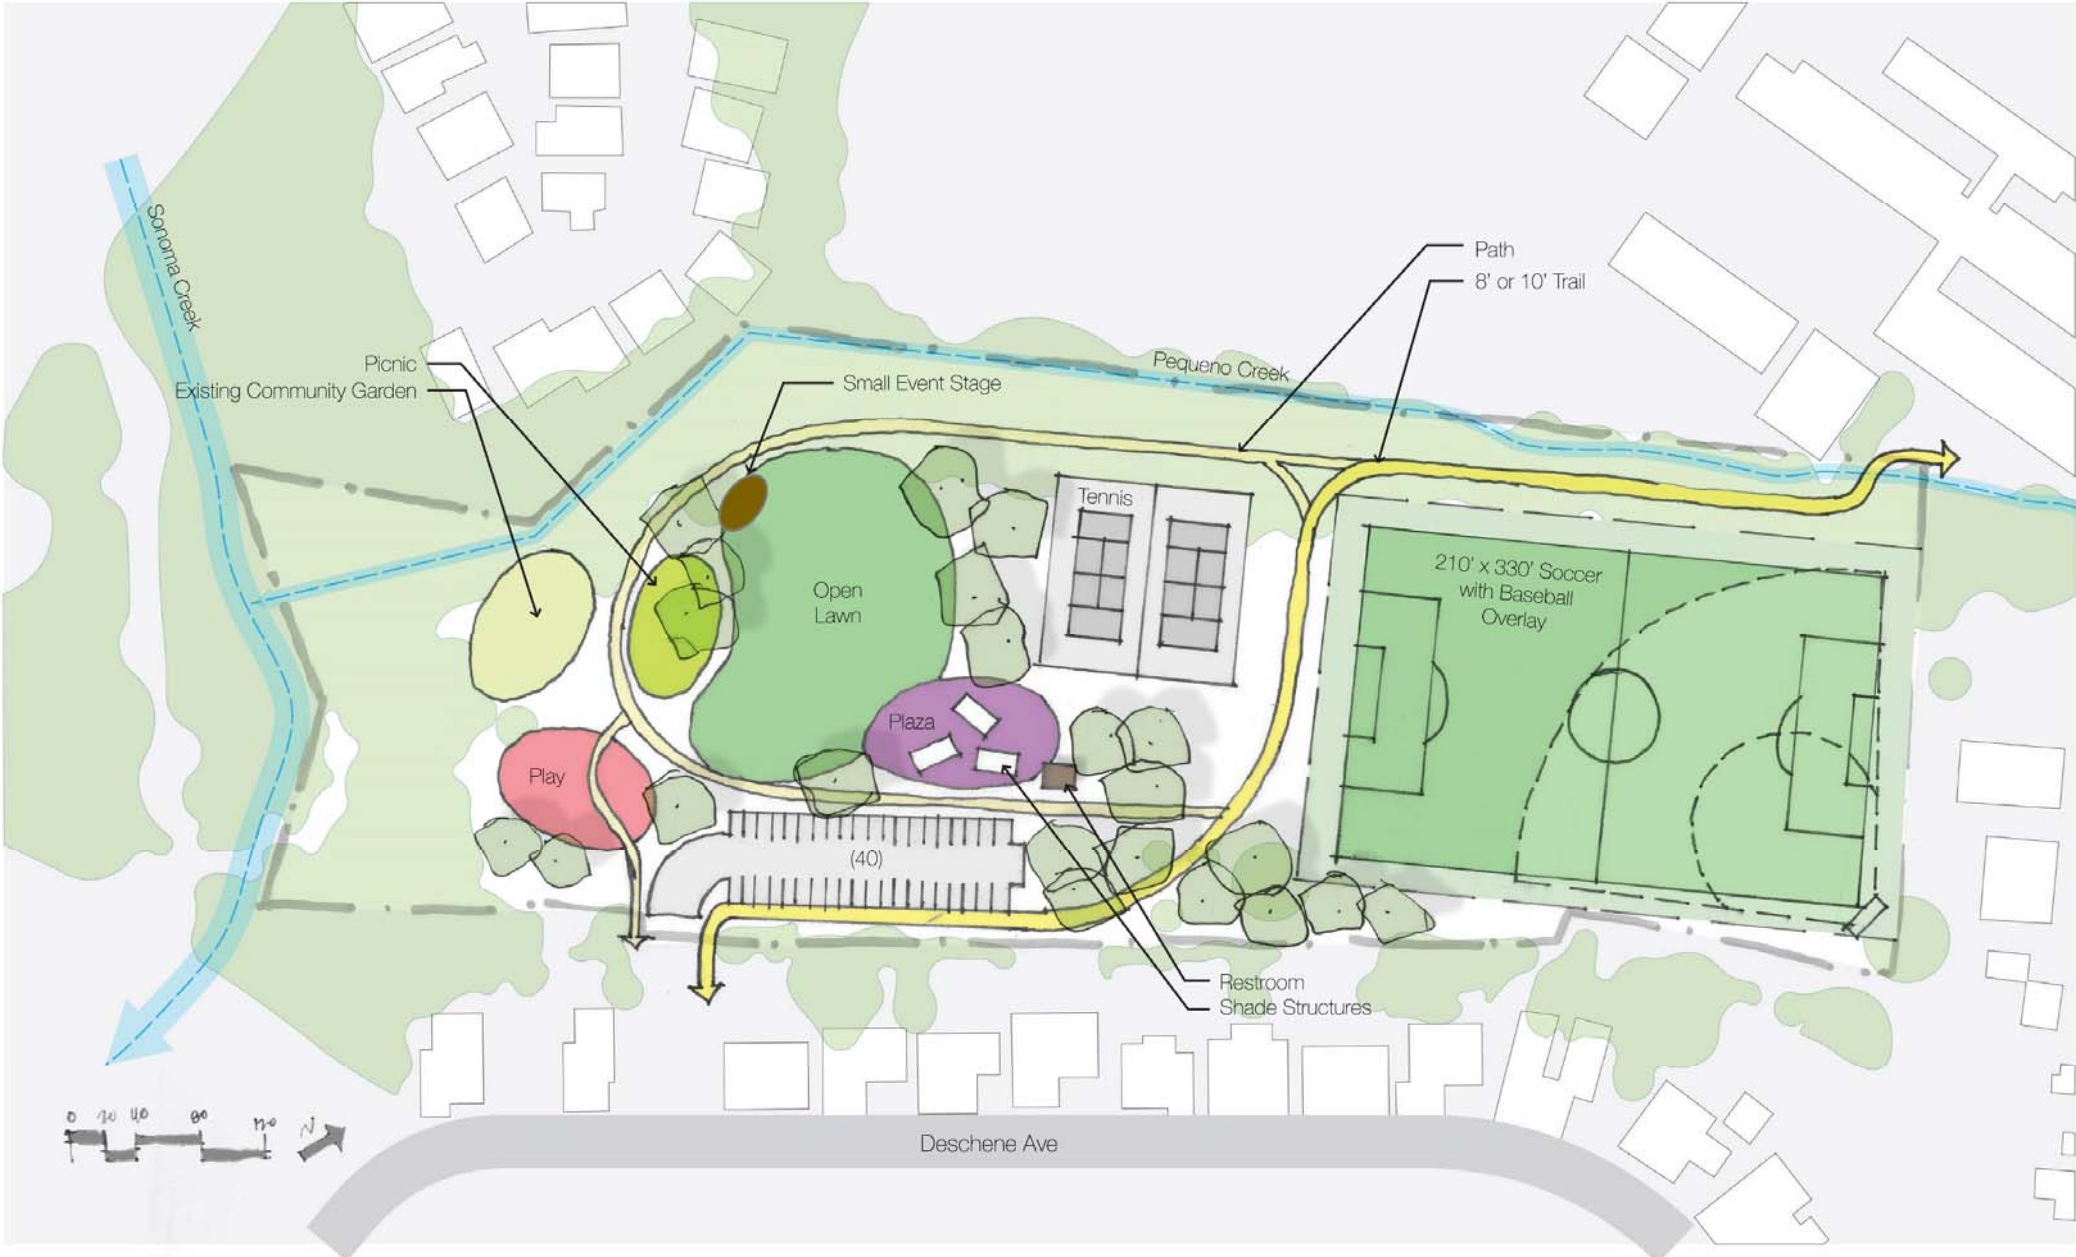 Sonoma Creek
Path
8' or 10' Trail
Pequeno Creek
Picnic
Existing Community Garden
Small Event Stage
Tennis
210' x 330' Soccer
with Baseball
Overlay
Open
Lawn
Plaza
Play
(40)
Restroom
Shade Structures
0 20 40 80 120
N
Deschene Ave